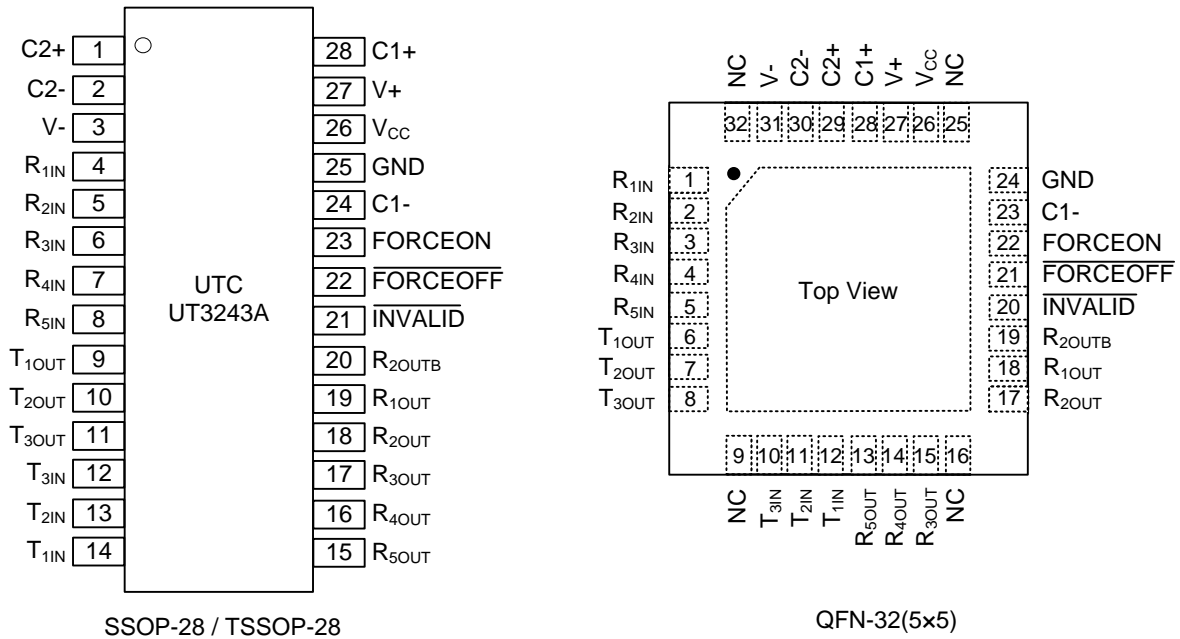 C2+ 1 28 C1+
C2- 2 27 V+
V- 3 26 VCC
R1IN 4 25 GND
R2IN 5 24 C1-
R3IN 6 23 FORCEON
R4IN 7 22 FORCEOFF
R5IN 8 21 INVALID
T1OUT 9 20 R2OUTB
T2OUT 10 19 R1OUT
T3OUT 11 18 R2OUT
T3IN 12 17 R3OUT
T2IN 13 16 R4OUT
T1IN 14 15 R5OUT
UTC
UT3243A
SSOP-28 / TSSOP-28
NC V- C2- C2+ C1+ V+ VCC NC
32 31 30 29 28 27 26 25
R1IN 1 24 GND
R2IN 2 23 C1-
R3IN 3 22 FORCEON
R4IN 4 21 FORCEOFF
R5IN 5 20 INVALID
T1OUT 6 19 R2OUTB
T2OUT 7 18 R1OUT
T3OUT 8 17 R2OUT
Top View
9 10 11 12 13 14 15 16
NC T3IN T2IN T1IN R5OUT R4OUT R3OUT NC
QFN-32(5×5)